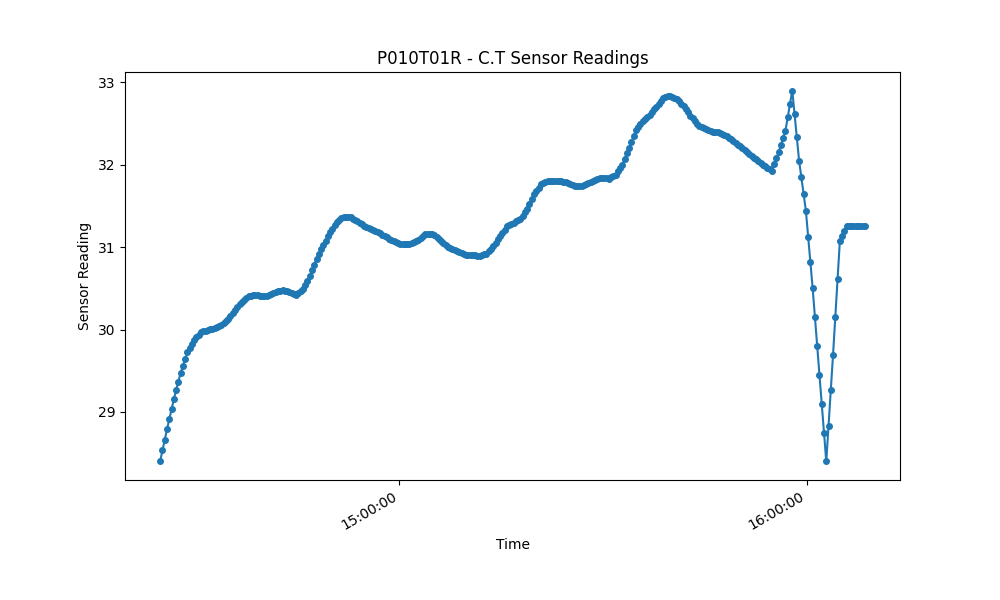 P010T01R - C.T Sensor Readings
33
32
31
30
29
Sensor Reading
15:00:00
16:00:00
Time